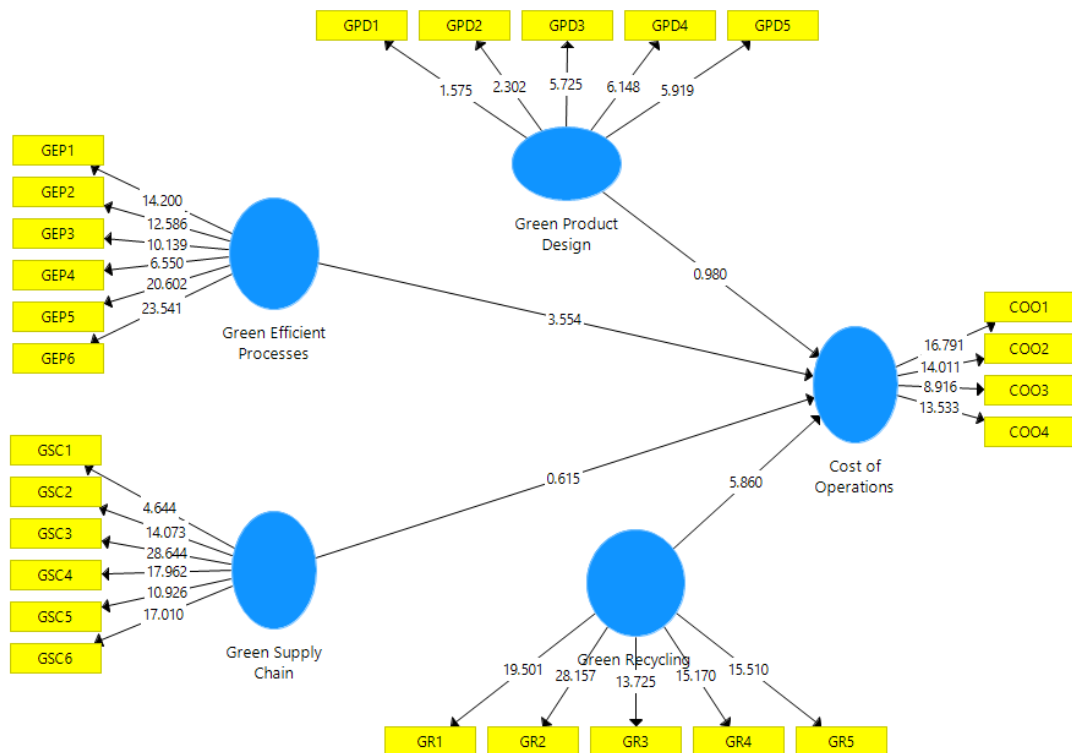 GPD1 GPD2 GPD3 GPD4 GPD5
1.575 2.302 5.725 6.148 5.919
Green Product
Design
GEP1
GEP2
GEP3
GEP4
GEP5
GEP6
14.200
12.586
10.139
6.550
20.602
23.541
Green Efficient
Processes
0.980
3.554
GSC1
GSC2
GSC3
GSC4
GSC5
GSC6
4.644
14.073
28.644
17.962
10.926
17.010
Green Supply
Chain
0.615
5.860
COO1
COO2
COO3
COO4
16.791
14.011
8.916
13.533
Cost of
Operations
Green Recycling
19.501 28.157 13.725 15.170 15.510
GR1 GR2 GR3 GR4 GR5